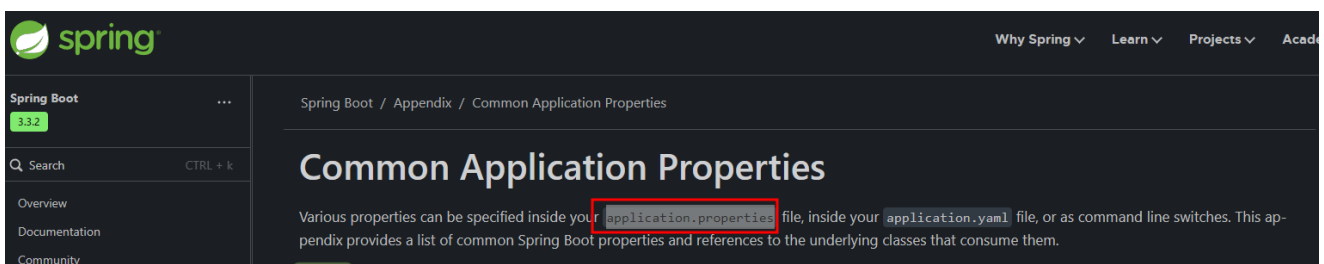 spring
Why Spring Learn Projects Acade
Spring Boot ...
3.3.2
Spring Boot / Appendix / Common Application Properties
Search CTRL + k
Common Application Properties
Overview
Various properties can be specified inside your application.properties file, inside your application.yaml file, or as command line switches. This ap-
Documentation
pendix provides a list of common Spring Boot properties and references to the underlying classes that consume them.
Community